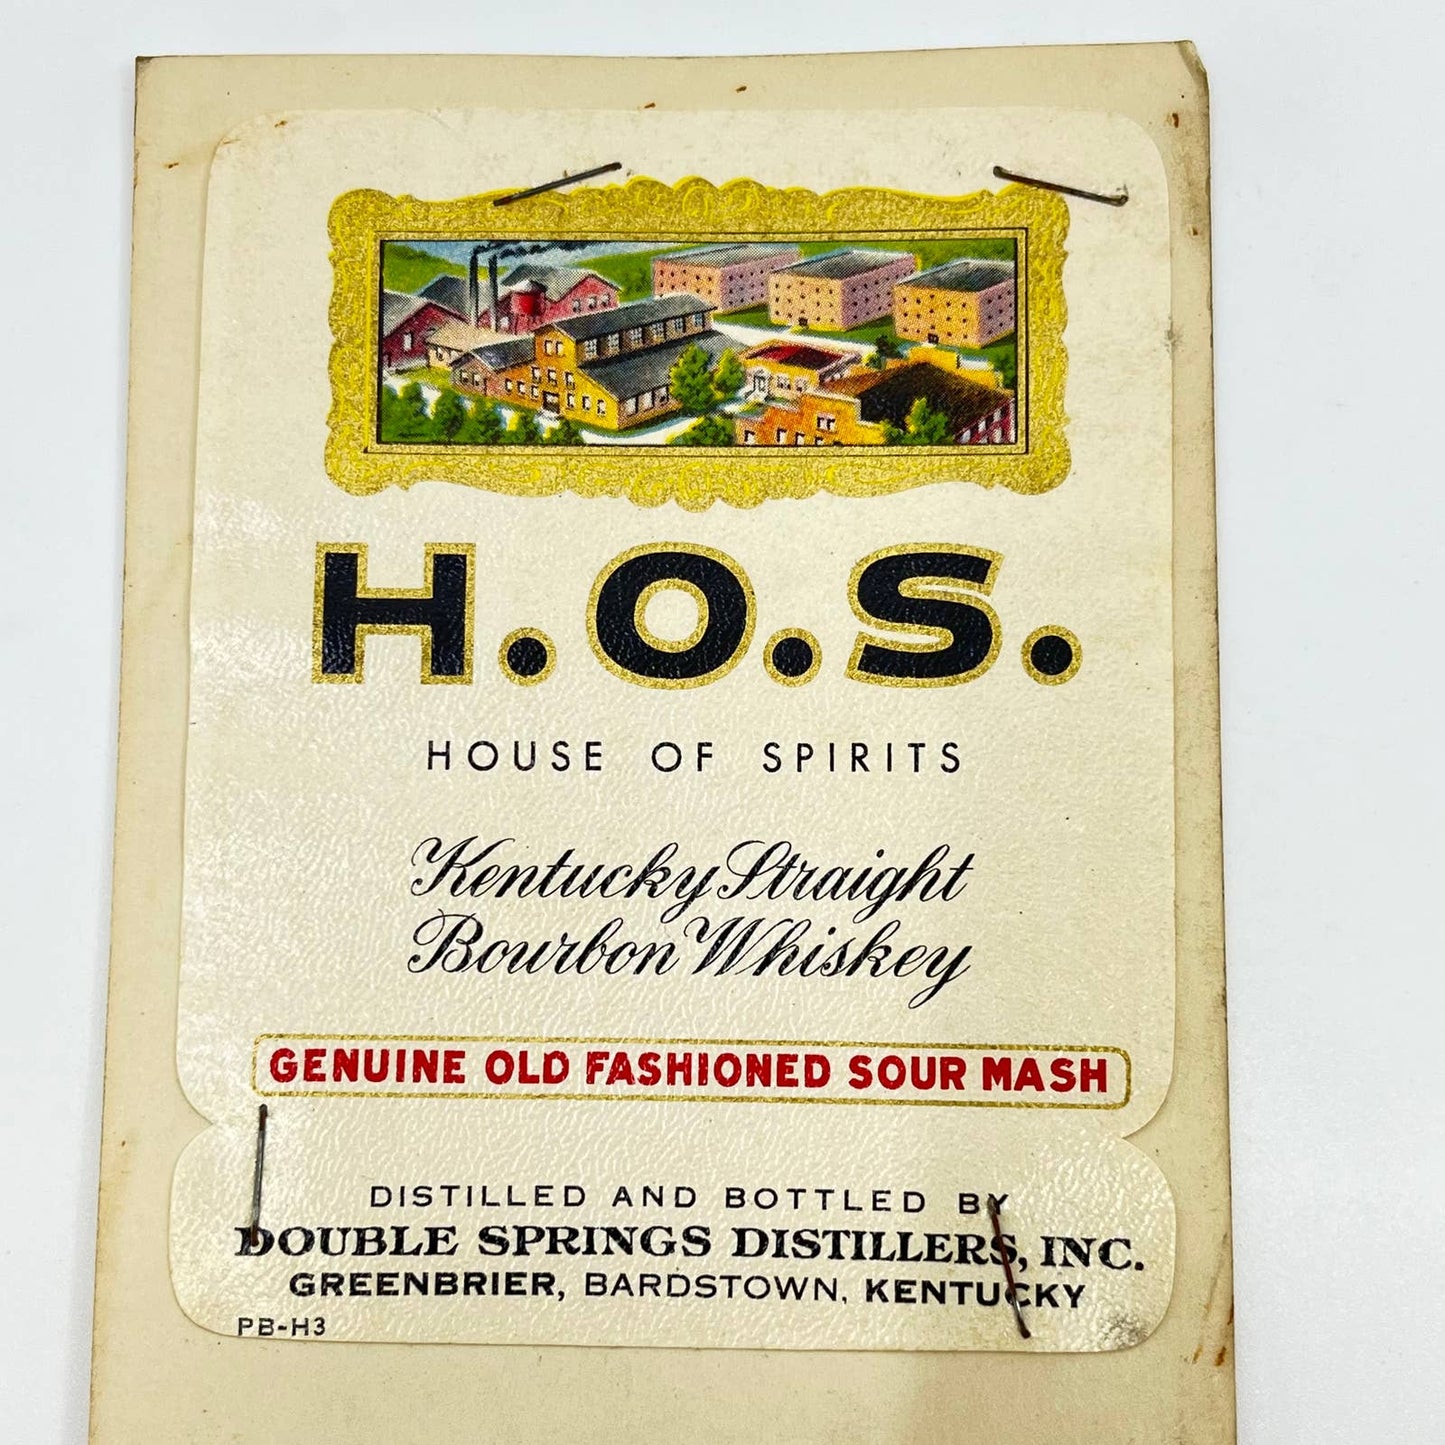 H.O.S.
HOUSE OF SPIRITS
Kentucky Straight
Bourbon Whiskey
GENUINE OLD FASHIONED SOUR MASH
DISTILLED AND BOTTLED BY
DOUBLE SPRINGS DISTILLERS, INC.
GREENBRIER, BARDSTOWN, KENTUCKY
PB-H3